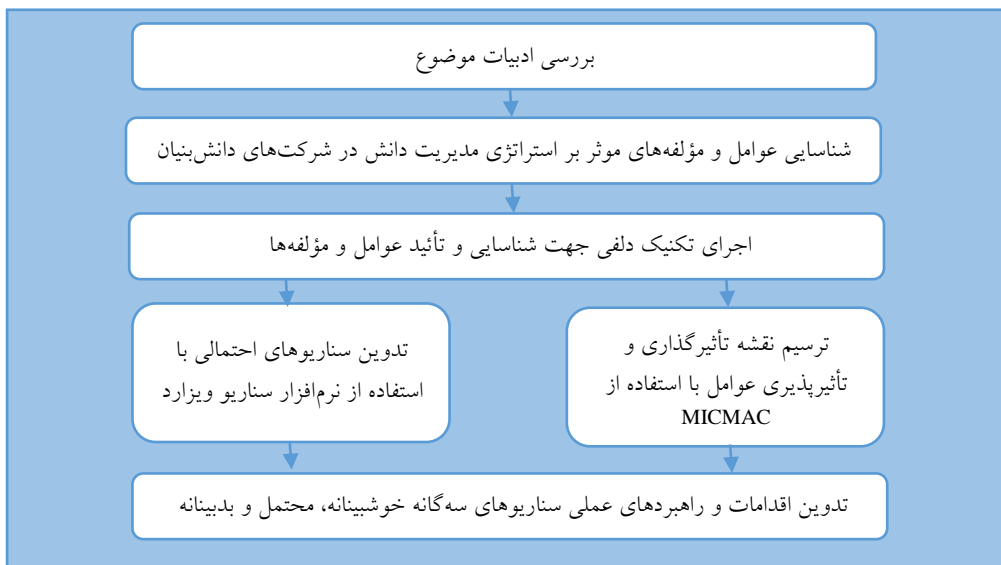 بررسی ادبیات موضوع
شناسایی عوامل و مؤلفه‌های موثر بر استراتژی مدیریت دانش در شرکت‌های دانش‌بنیان
اجرای تکنیک دلفی جهت شناسایی و تأئید عوامل و مؤلفه‌ها
ترسیم نقشه تأثیرگذاری و
تأثیرپذیری عوامل با استفاده از
MICMAC
تدوین سناریوهای احتمالی با
استفاده از نرم‌افزار سناریو ویزارد
تدوین اقدامات و راهبردهای عملی سناریوهای سه‌گانه خوشبینانه، محتمل و بدبینانه